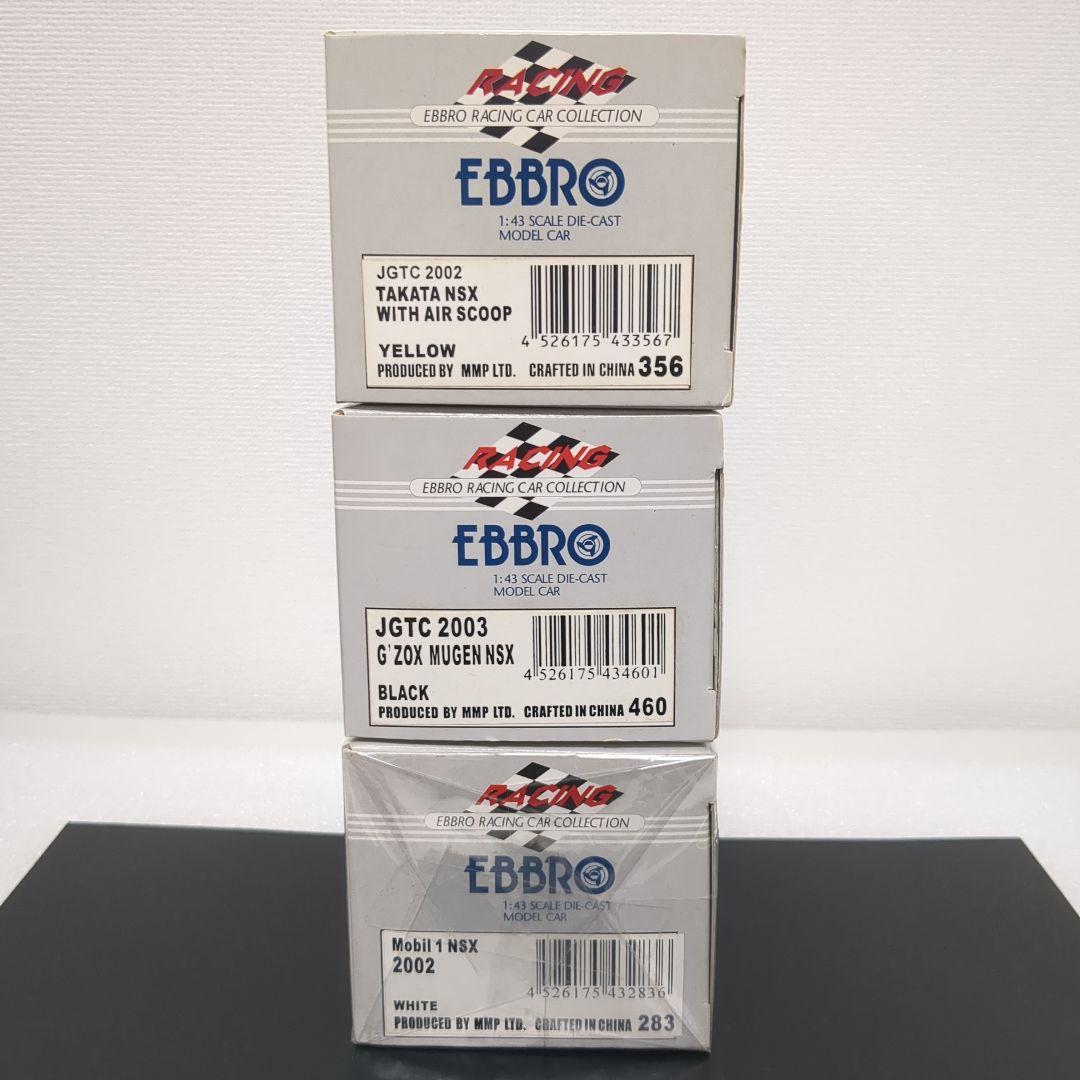 RACING
EBBRO RACING CAR COLLECTION
EBBRO
1:43 SCALE DIE-CAST
MODEL CAR
JGTC 2002
TAKATA NSX
WITH AIR SCOOP
4 526175 433567
YELLOW
PRODUCED BY MMP LTD. CRAFTED IN CHINA 356
RACING
EBBRO RACING CAR COLLECTION
EBBRO
1:43 SCALE DIE-CAST
MODEL CAR
JGTC 2003
G'ZOX MUGEN NSX
4 526175 434601
BLACK
PRODUCED BY MMP LTD. CRAFTED IN CHINA 460
RACING
EBBRO RACING CAR COLLECTION
EBBRO
1:43 SCALE DIE-CAST
MODEL CAR
Mobil 1 NSX
2002
4 526175 432836
WHITE
PRODUCED BY MMP LTD. CRAFTED IN CHINA 283